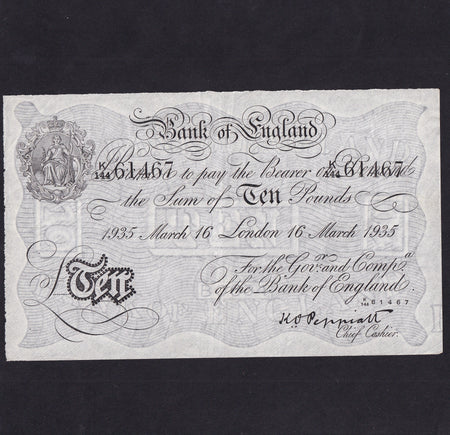 Bank of England
K/144 61467 K/144 61467
to pay the Bearer on
the Sum of Ten Pounds
1935 March 16 London 16 March 1935
For the Govr. and Compa.
of the Bank of England.
K/144 61467
Ten
K O Peppiatt
Chief Cashier.